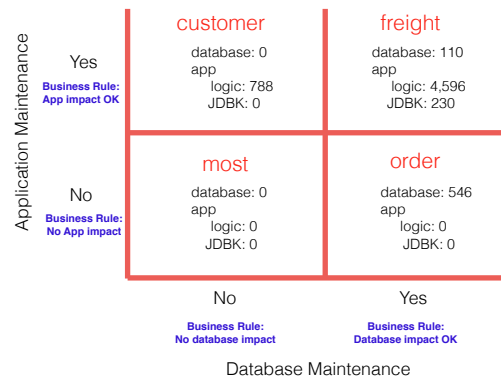 customer
database: 0
app
logic: 788
JDBK: 0
freight
database: 110
app
logic: 4,596
JDBK: 230
Application Maintenance
Yes
Business Rule:
App impact OK
most
database: 0
app
logic: 0
JDBK: 0
order
database: 546
app
logic: 0
JDBK: 0
No
Business Rule:
No App impact
No
Business Rule:
No database impact
Yes
Business Rule:
Database impact OK
Database Maintenance